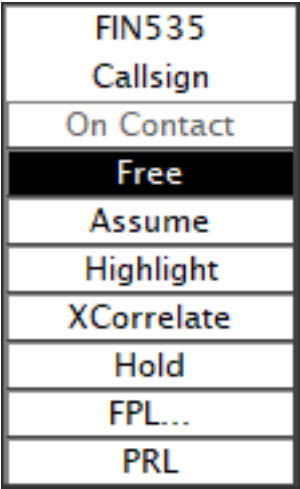 FIN535
Callsign
On Contact
Free
Assume
Highlight
XCorrelate
Hold
FPL...
PRL